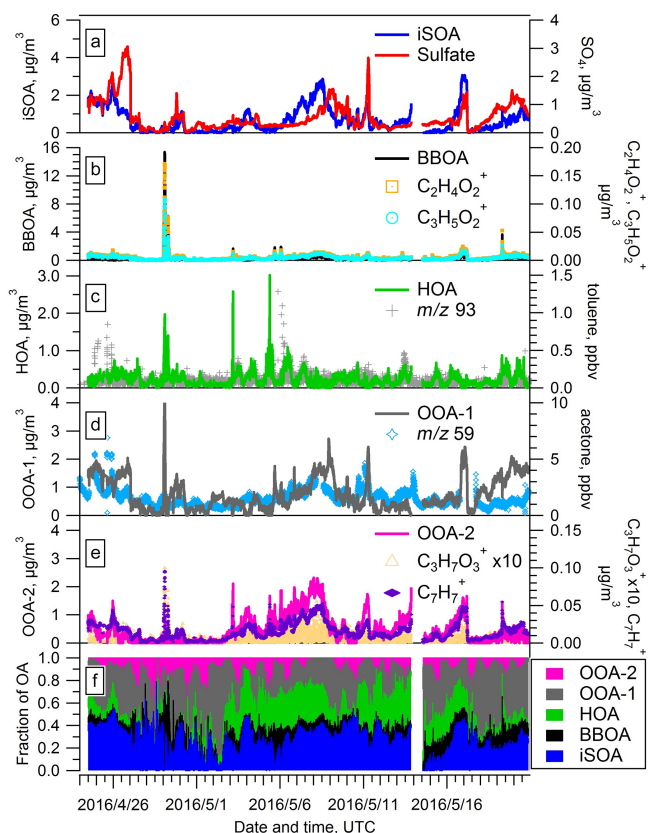 a
6
4
2
0
iSOA, µg/m³
iSOA
Sulfate
4
3
2
1
0
SO₄, µg/m³
b
16
12
8
4
0
BBOA, µg/m³
BBOA
C₂H₄O₂⁺
C₃H₅O₂⁺
0.20
0.15
0.10
0.05
0.00
C₂H₄O₂⁺, C₃H₅O₂⁺
µg/m³
c
3.0
2.0
1.0
0.0
HOA, µg/m³
HOA
m/z 93
1.5
1.0
0.5
0.0
toluene, ppbv
d
4
3
2
1
0
OOA-1, µg/m³
OOA-1
m/z 59
10
5
0
acetone, ppbv
e
4
3
2
1
0
OOA-2, µg/m³
OOA-2
C₃H₇O₃⁺ x10
C₇H₇⁺
0.15
0.10
0.05
0.00
C₃H₇O₃⁺ x10, C₇H₇⁺
µg/m³
f
1.0
0.8
0.6
0.4
0.2
0.0
Fraction of OA
OOA-2
OOA-1
HOA
BBOA
iSOA
2016/4/26 2016/5/1 2016/5/6 2016/5/11 2016/5/16
Date and time, UTC